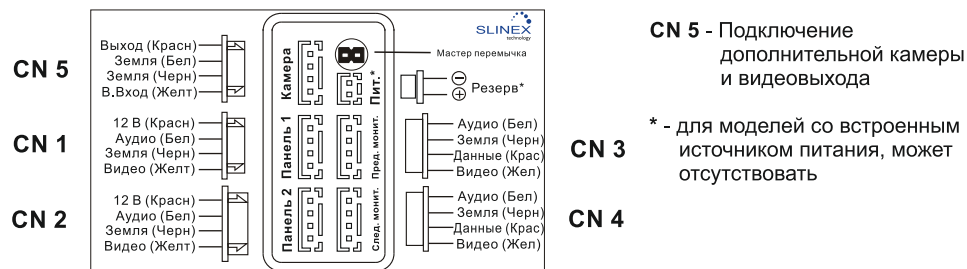 CN 5
Выход (Красн)
Земля (Бел)
Земля (Черн)
В.Вход (Желт)
CN 1
12 В (Красн)
Аудио (Бел)
Земля (Черн)
Видео (Желт)
CN 2
12 В (Красн)
Аудио (Бел)
Земля (Черн)
Видео (Желт)
Камера
Пит.*
Панель 1
Пред. монит.
Панель 2
След. монит.
SLINEX
technology
Мастер перемычка
Резерв*
Аудио (Бел)
Земля (Черн)
Данные (Крас)
Видео (Жел)
CN 3
Аудио (Бел)
Земля (Черн)
Данные (Крас)
Видео (Жел)
CN 4
CN 5 - Подключение
дополнительной камеры
и видеовыхода
* - для моделей со встроенным
источником питания, может
отсутствовать